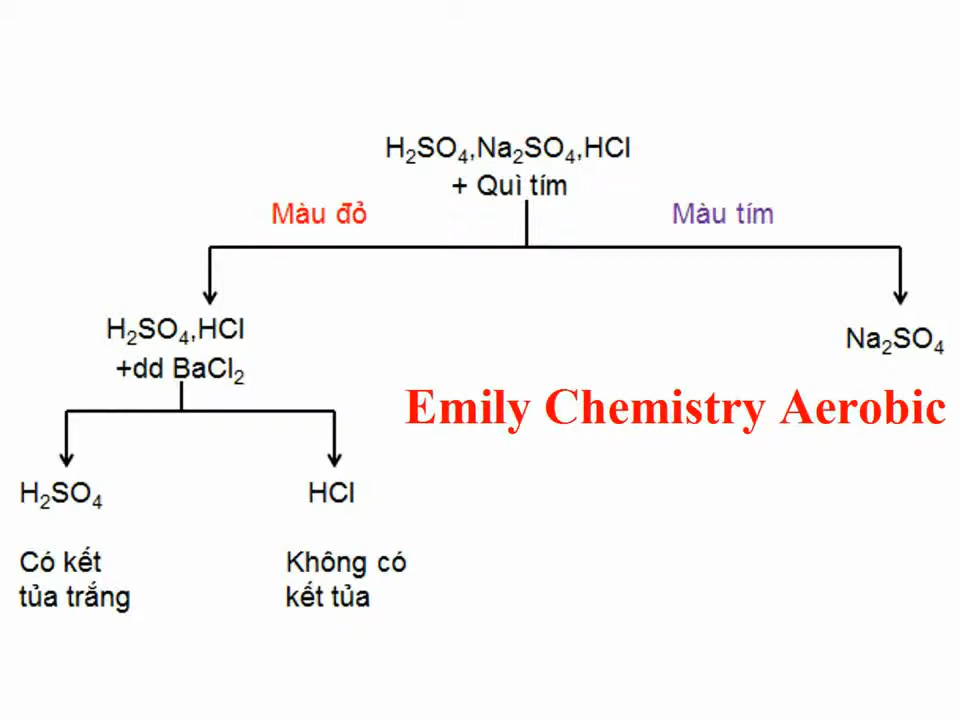 H₂SO₄,Na₂SO₄,HCl
+ Quì tím
Màu đỏ
Màu tím
H₂SO₄,HCl
+dd BaCl₂
Na₂SO₄
Emily Chemistry Aerobic
H₂SO₄
HCl
Có kết
tủa trắng
Không có
kết tủa